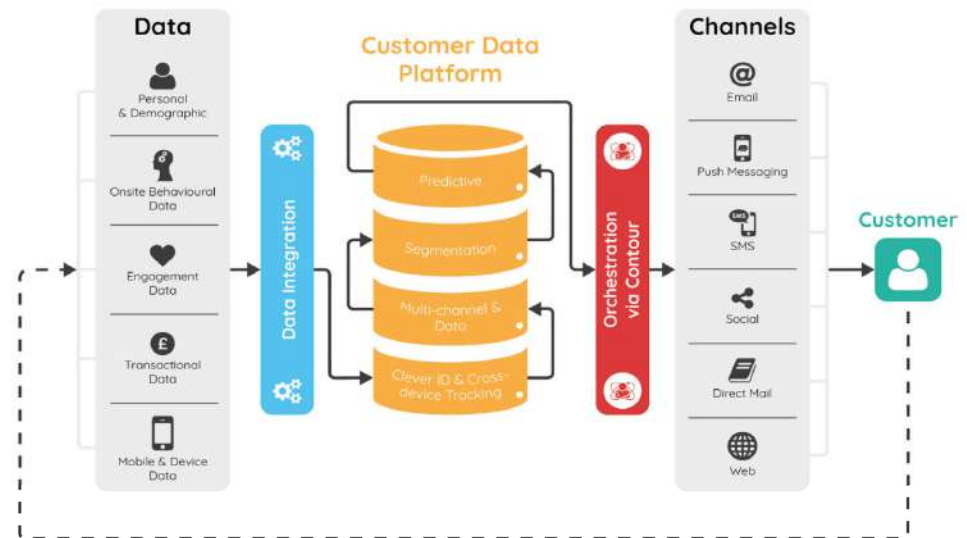 Data
Personal
& Demographic
Onsite Behavioural
Data
Engagement
Data
£
Transactional
Data
Mobile & Device
Data
Data Integration
Customer Data
Platform
Predictive
Segmentation
Multi-channel &
Data
Clever ID & Cross-
device Tracking
Orchestration
via Contour
Channels
@
Email
Push Messaging
SMS
SMS
Social
Direct Mail
Web
Customer